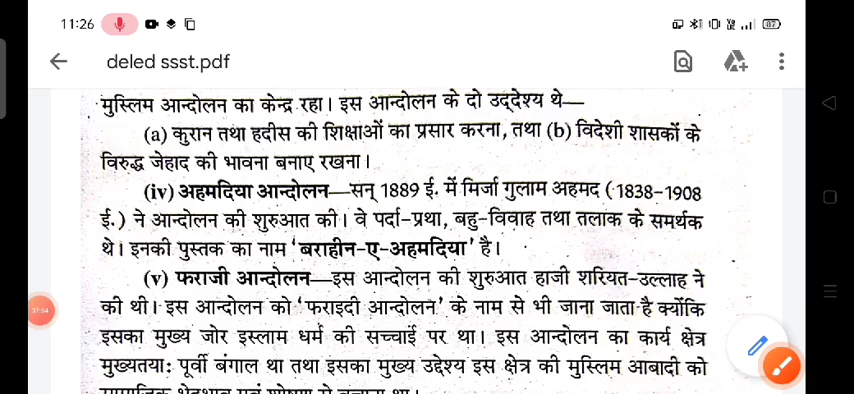 11:26
87
deled ssst.pdf
मुस्लिम आन्दोलन का केन्द्र रहा। इस आन्दोलन के दो उद्देश्य थे—
(a) कुरान तथा हदीस की शिक्षाओं का प्रसार करना, तथा (b) विदेशी शासकों के
विरुद्ध जेहाद की भावना बनाए रखना।
(iv) अहमदिया आन्दोलन—सन् 1889 ई. में मिर्जा गुलाम अहमद (1838-1908
ई.) ने आन्दोलन की शुरुआत की। वे पर्दा-प्रथा, बहु-विवाह तथा तलाक के समर्थक
थे। इनकी पुस्तक का नाम 'बराहीन-ए-अहमदिया' है।
(v) फराजी आन्दोलन—इस आन्दोलन की शुरुआत हाजी शरियत-उल्लाह ने
की थी। इस आन्दोलन को 'फराइदी आन्दोलन' के नाम से भी जाना जाता है क्योंकि
इसका मुख्य जोर इस्लाम धर्म की सच्चाई पर था। इस आन्दोलन का कार्य क्षेत्र
37:54
मुख्यतया: पूर्वी बंगाल था तथा इसका मुख्य उद्देश्य इस क्षेत्र की मुस्लिम आबादी को